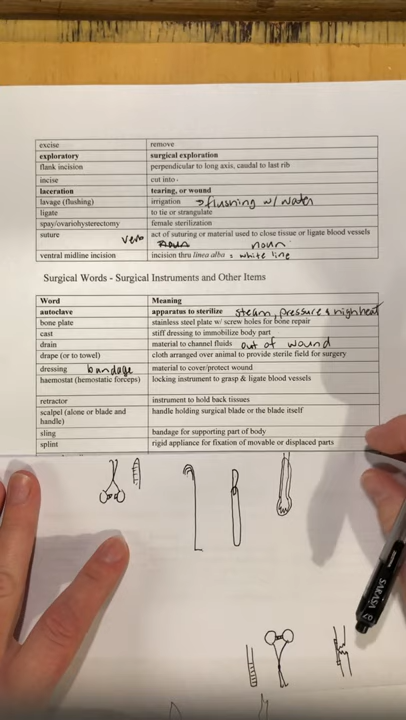 excise remove
exploratory surgical exploration
flank incision perpendicular to long axis, caudal to last rib
incise cut into.
laceration tearing, or wound
lavage (flushing) irrigation → flushing w/ water
ligate to tie or strangulate
spay/ovariohysterectomy female sterilization
suture act of suturing or material used to close tissue or ligate blood vessels
verb noun
ventral midline incision incision thru linea alba = white line
Surgical Words - Surgical Instruments and Other Items
Word Meaning
autoclave apparatus to sterilize steam, pressure & high heat
bone plate stainless steel plate w/ screw holes for bone repair
cast stiff dressing to immobilize body part
drain material to channel fluids out of wound
drape (or towel) cloth arranged over animal to provide sterile field for surgery
dressing bandage material to cover/protect wound
haemostat (hemostatic forceps) locking instrument to grasp & ligate blood vessels
retractor instrument to hold back tissues
scalpel (alone or blade and handle holding surgical blade or the blade itself
handle)
sling bandage for supporting part of body
splint rigid appliance for fixation of movable or displaced parts
SARASA 0.7